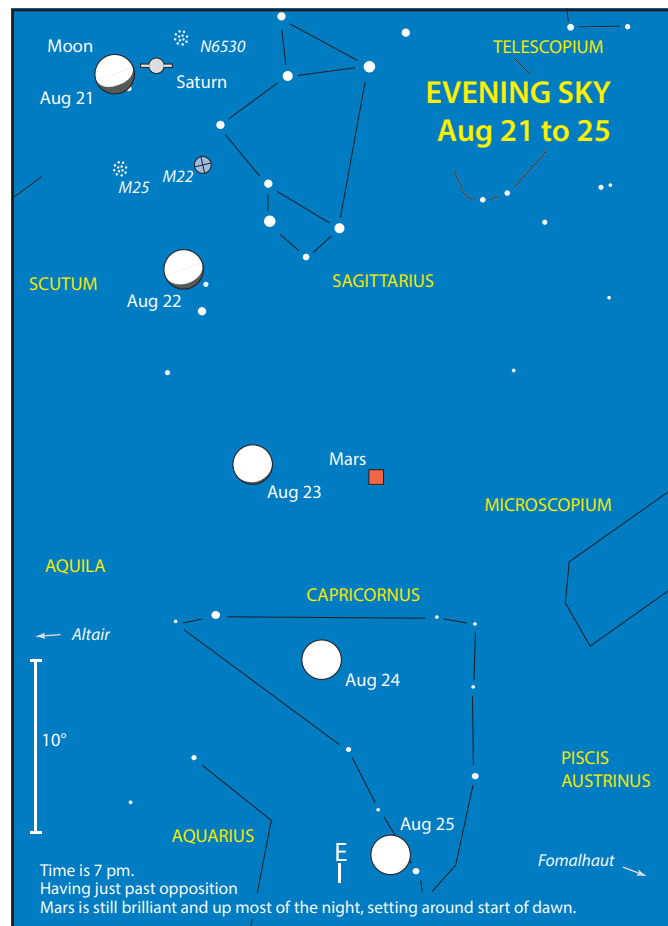 Moon
N6530
TELESCOPIUM
Saturn
Aug 21
EVENING SKY
Aug 21 to 25
M25
M22
SCUTUM
SAGITTARIUS
Aug 22
Mars
Aug 23
MICROSCOPIUM
AQUILA
CAPRICORNUS
Altair
Aug 24
10°
PISCIS
AUSTRINUS
Aug 25
AQUARIUS
E
Fomalhaut
Time is 7 pm.
Having just past opposition
Mars is still brilliant and up most of the night, setting around start of dawn.